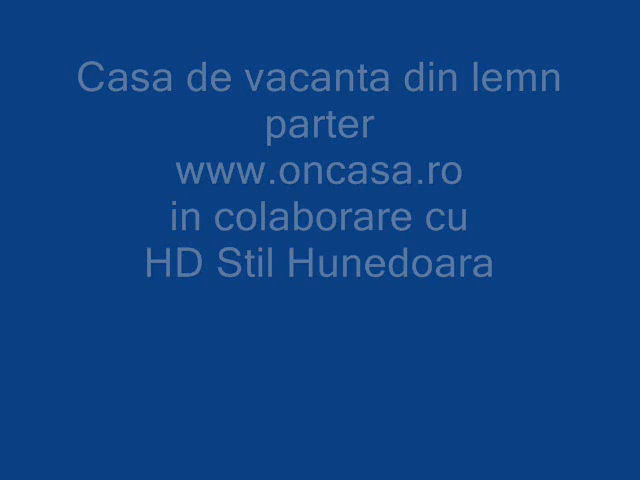 Casa de vacanta din lemn
parter
www.oncasa.ro
in colaborare cu
HD Stil Hunedoara